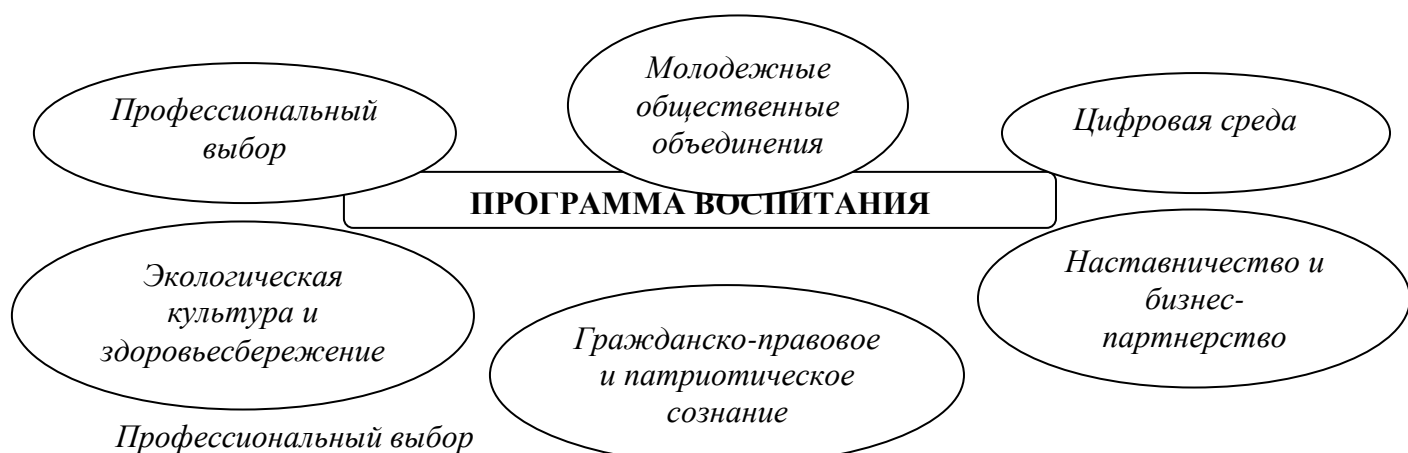 Профессиональный
выбор
Молодежные
общественные
объединения
Цифровая среда
ПРОГРАММА ВОСПИТАНИЯ
Экологическая
культура и
здоровьесбережение
Гражданско-правовое
и патриотическое
сознание
Наставничество и
бизнес-
партнерство
Профессиональный выбор